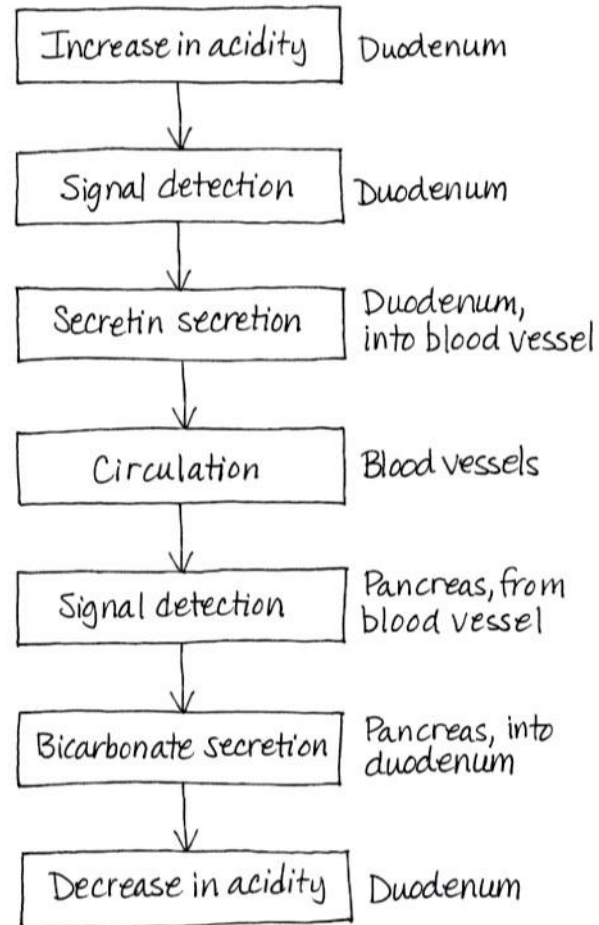 Increase in acidity
Duodenum
Signal detection
Duodenum
Secretin secretion
Duodenum,
into blood vessel
Circulation
Blood vessels
Signal detection
Pancreas, from
blood vessel
Bicarbonate secretion
Pancreas, into
duodenum
Decrease in acidity
Duodenum